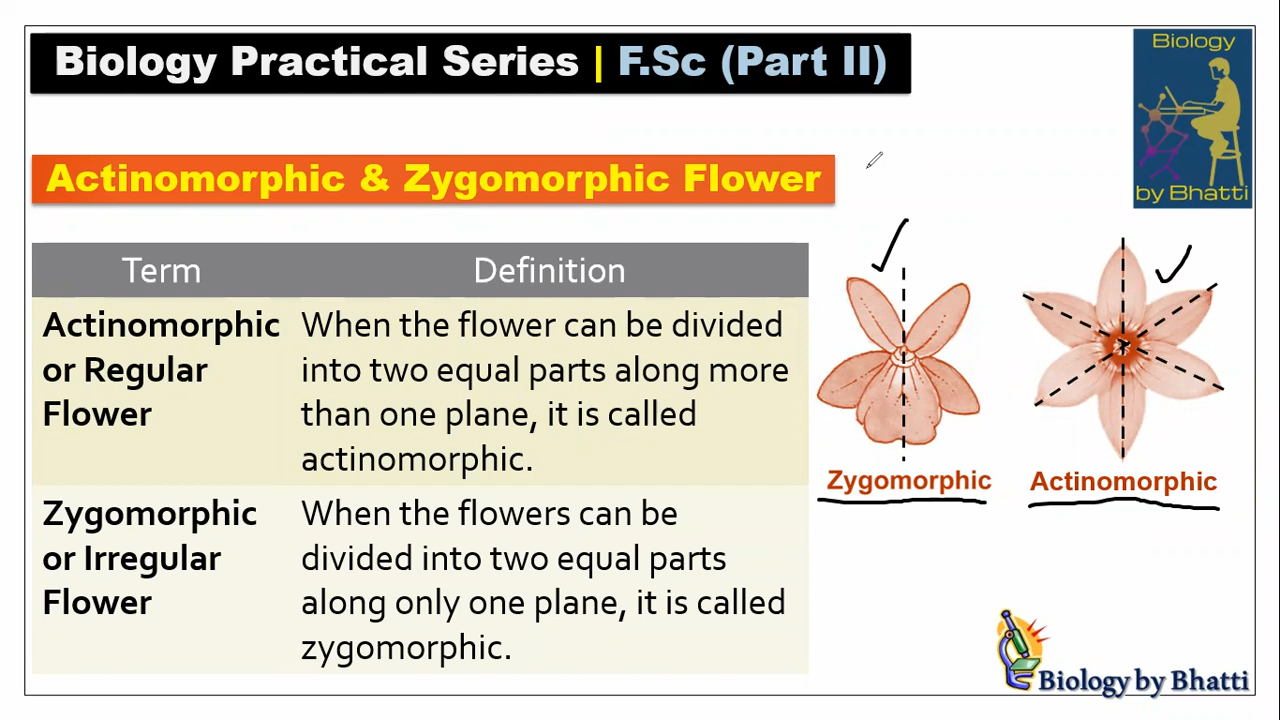 Biology Practical Series | F.Sc (Part II)
Biology
by Bhatti
Actinomorphic & Zygomorphic Flower
Term Definition
Actinomorphic
or Regular
Flower
When the flower can be divided
into two equal parts along more
than one plane, it is called
actinomorphic.
Zygomorphic
or Irregular
Flower
When the flowers can be
divided into two equal parts
along only one plane, it is called
zygomorphic.
Zygomorphic
Actinomorphic
Biology by Bhatti